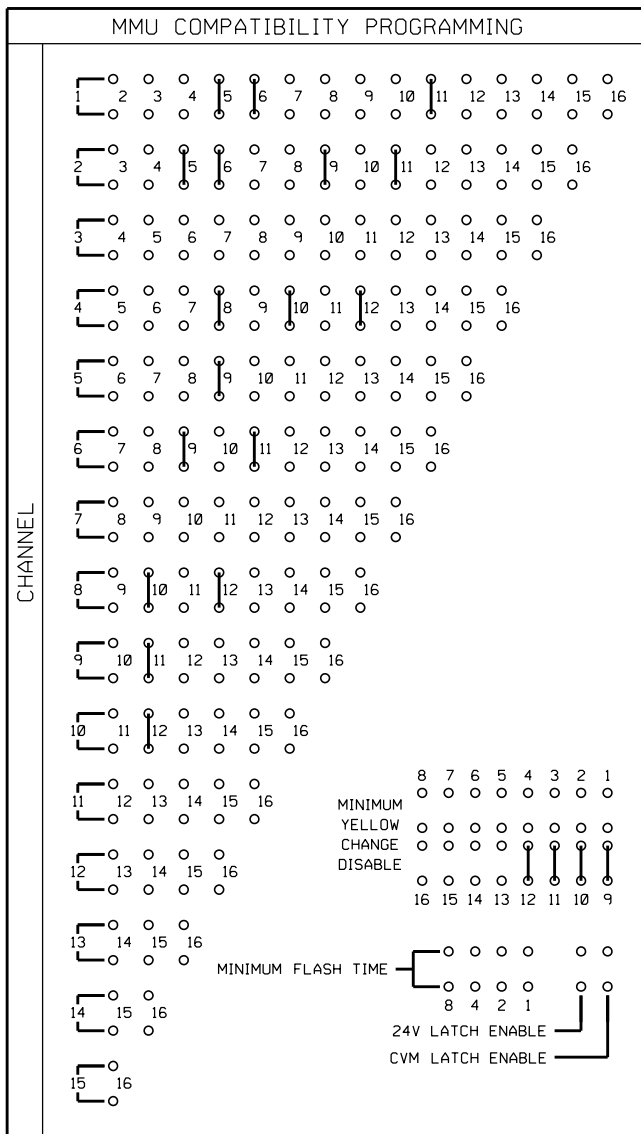 MMU COMPATIBILITY PROGRAMMING
CHANNEL
1 2 3 4 5 6 7 8 9 10 11 12 13 14 15 16
2 3 4 5 6 7 8 9 10 11 12 13 14 15 16
3 4 5 6 7 8 9 10 11 12 13 14 15 16
4 5 6 7 8 9 10 11 12 13 14 15 16
5 6 7 8 9 10 11 12 13 14 15 16
6 7 8 9 10 11 12 13 14 15 16
7 8 9 10 11 12 13 14 15 16
8 9 10 11 12 13 14 15 16
9 10 11 12 13 14 15 16
10 11 12 13 14 15 16
11 12 13 14 15 16
12 13 14 15 16
13 14 15 16
14 15 16
15 16
8 7 6 5 4 3 2 1
MINIMUM
YELLOW
CHANGE
DISABLE
16 15 14 13 12 11 10 9
MINIMUM FLASH TIME
8 4 2 1
24V LATCH ENABLE
CVM LATCH ENABLE